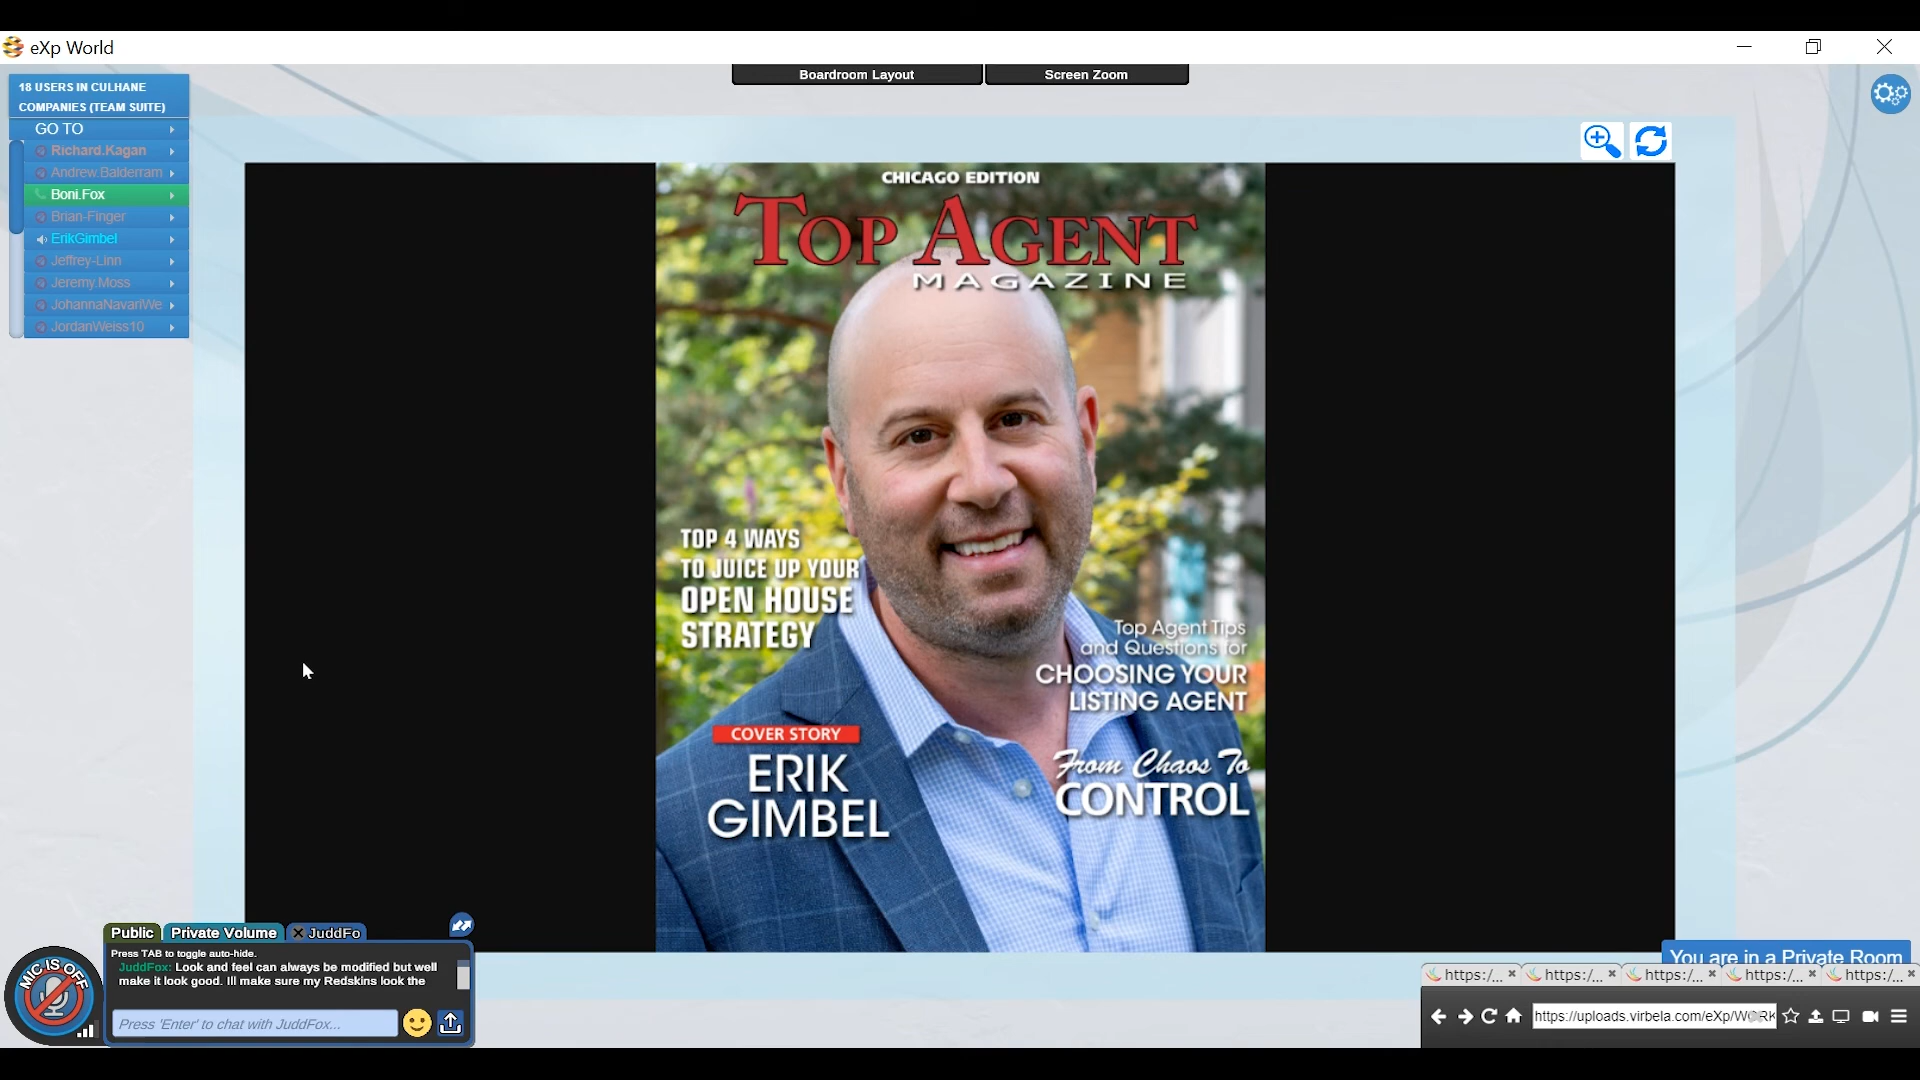 eXp World
Boardroom Layout
Screen Zoom
18 USERS IN CULHANE
COMPANIES (TEAM SUITE)
GO TO
Richard.Kagan
Andrew.Balderram
Boni.Fox
Brian-Finger
ErikGimbel
Jeffrey-Linn
Jeremy.Moss
JohannaNavarrWe
JordanWeiss10
CHICAGO EDITION
TOP AGENT
MAGAZINE
TOP 4 WAYS
TO JUICE UP YOUR
OPEN HOUSE
STRATEGY
Top Agent Tips
and Questions for
CHOOSING YOUR
LISTING AGENT
COVER STORY
ERIK
GIMBEL
From Chaos To
CONTROL
Public
Private Volume
JuddFo
Press TAB to toggle auto-hide.
JuddFox: Look and feel can always be modified but well
make it look good. Ill make sure my Redskins look the
Press 'Enter' to chat with JuddFox...
MIC IS OFF
You are in a Private Room
https:/...
https:/...
https:/...
https:/...
https:/...
https://uploads.virbela.com/eXp/WORK